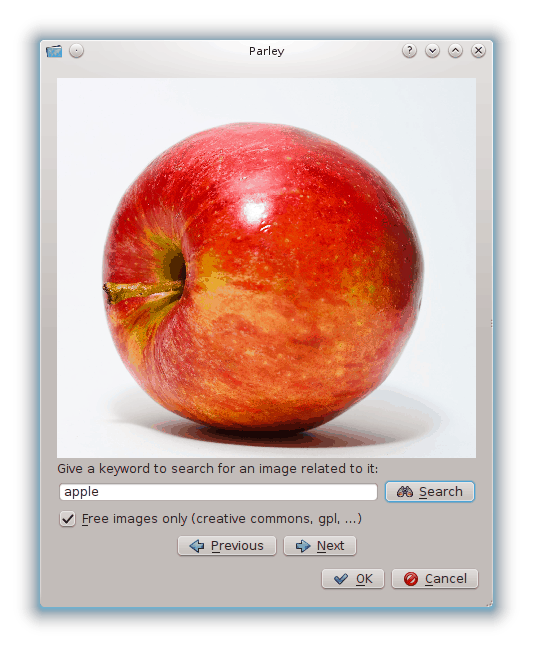 Parley
Give a keyword to search for an image related to it:
apple
Search
Free images only (creative commons, gpl, ...)
Previous Next
OK Cancel